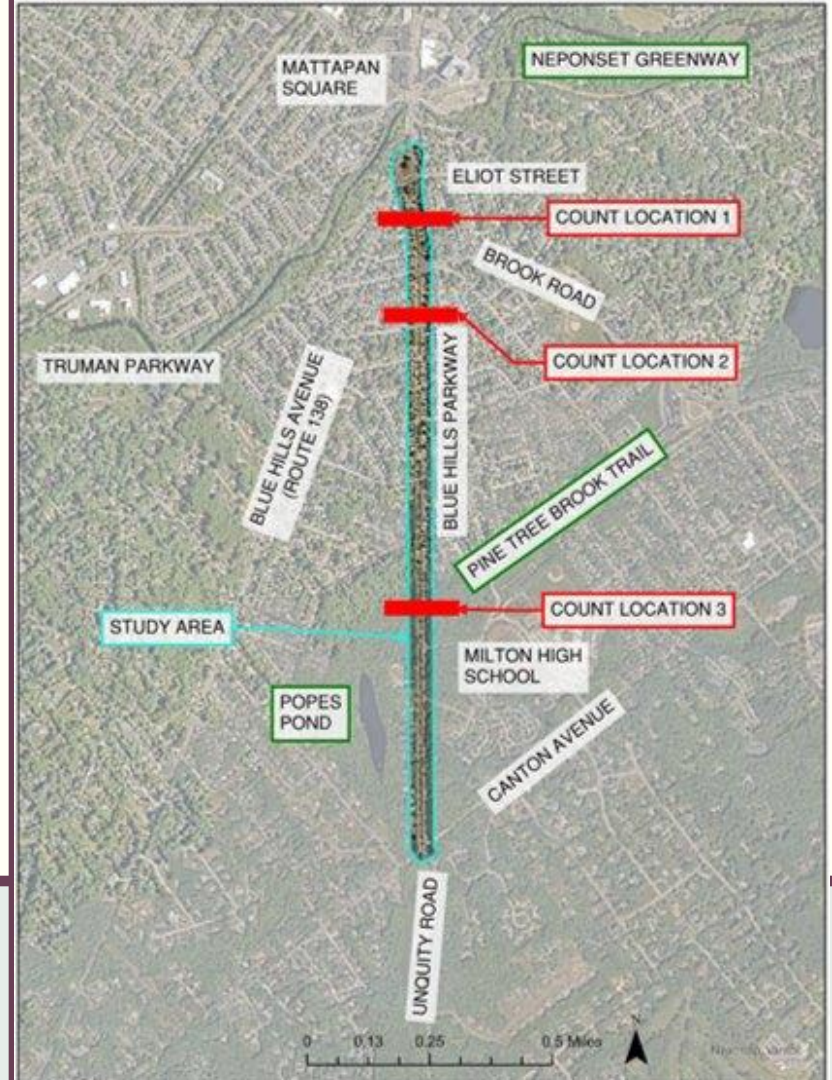 MATTAPAN
SQUARE
NEPONSET GREENWAY
ELIOT STREET
COUNT LOCATION 1
BROOK ROAD
COUNT LOCATION 2
TRUMAN PARKWAY
BLUE HILLS AVENUE
(ROUTE 138)
BLUE HILLS PARKWAY
PINE TREE BROOK TRAIL
COUNT LOCATION 3
STUDY AREA
MILTON HIGH
SCHOOL
POPES
POND
CANTON AVENUE
UNQUITY ROAD
0 0.13 0.25 0.5 Miles
N